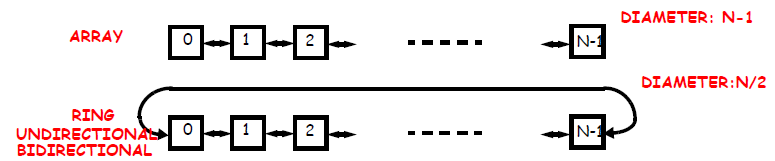 DIAMETER: N-1
ARRAY 0 1 2 N-1
DIAMETER:N/2
RING
UNDIRECTIONAL
BIDIRECTIONAL
0 1 2 N-1